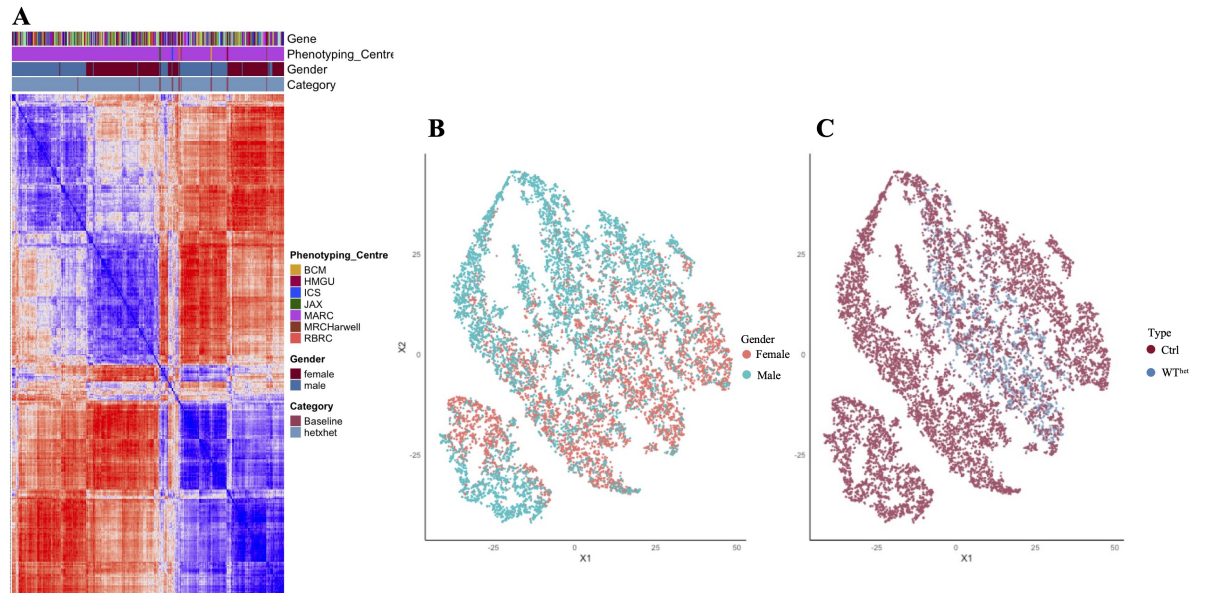 A
Gene
Phenotyping_Centre
Gender
Category
Phenotyping_Centre
BCM
HMGU
ICS
JAX
MARC
MRCHarwell
RBRC
Gender
female
male
Category
Baseline
hetxhet
B
X2
25
0
-25
-25
0
25
50
X1
Gender
Female
Male
C
25
0
-25
-25
0
25
50
X1
Type
Ctrl
WThet